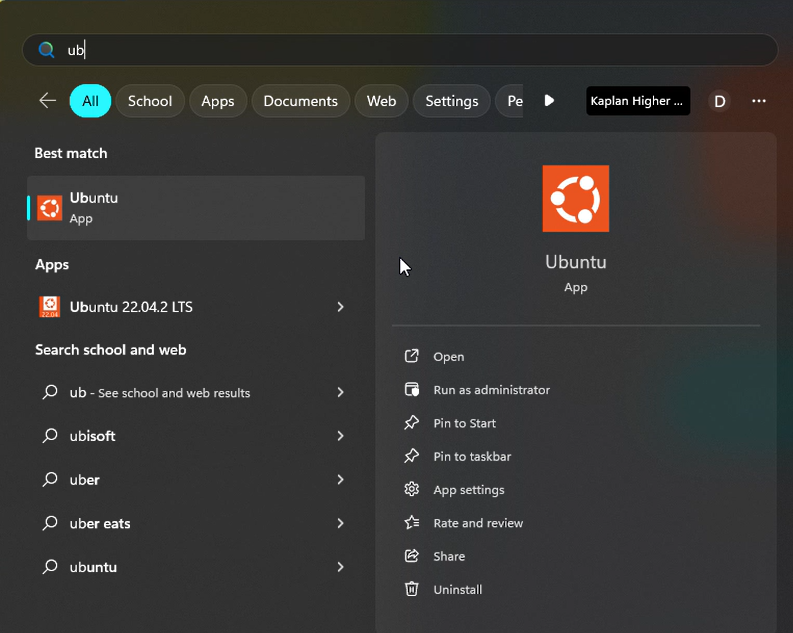 ub
All School Apps Documents Web Settings Pe Kaplan Higher ... D
Best match
Ubuntu
App
Apps
Ubuntu 22.04.2 LTS
22.04
Search school and web
ub - See school and web results
ubisoft
uber
uber eats
ubuntu
Ubuntu
App
Open
Run as administrator
Pin to Start
Pin to taskbar
App settings
Rate and review
Share
Uninstall